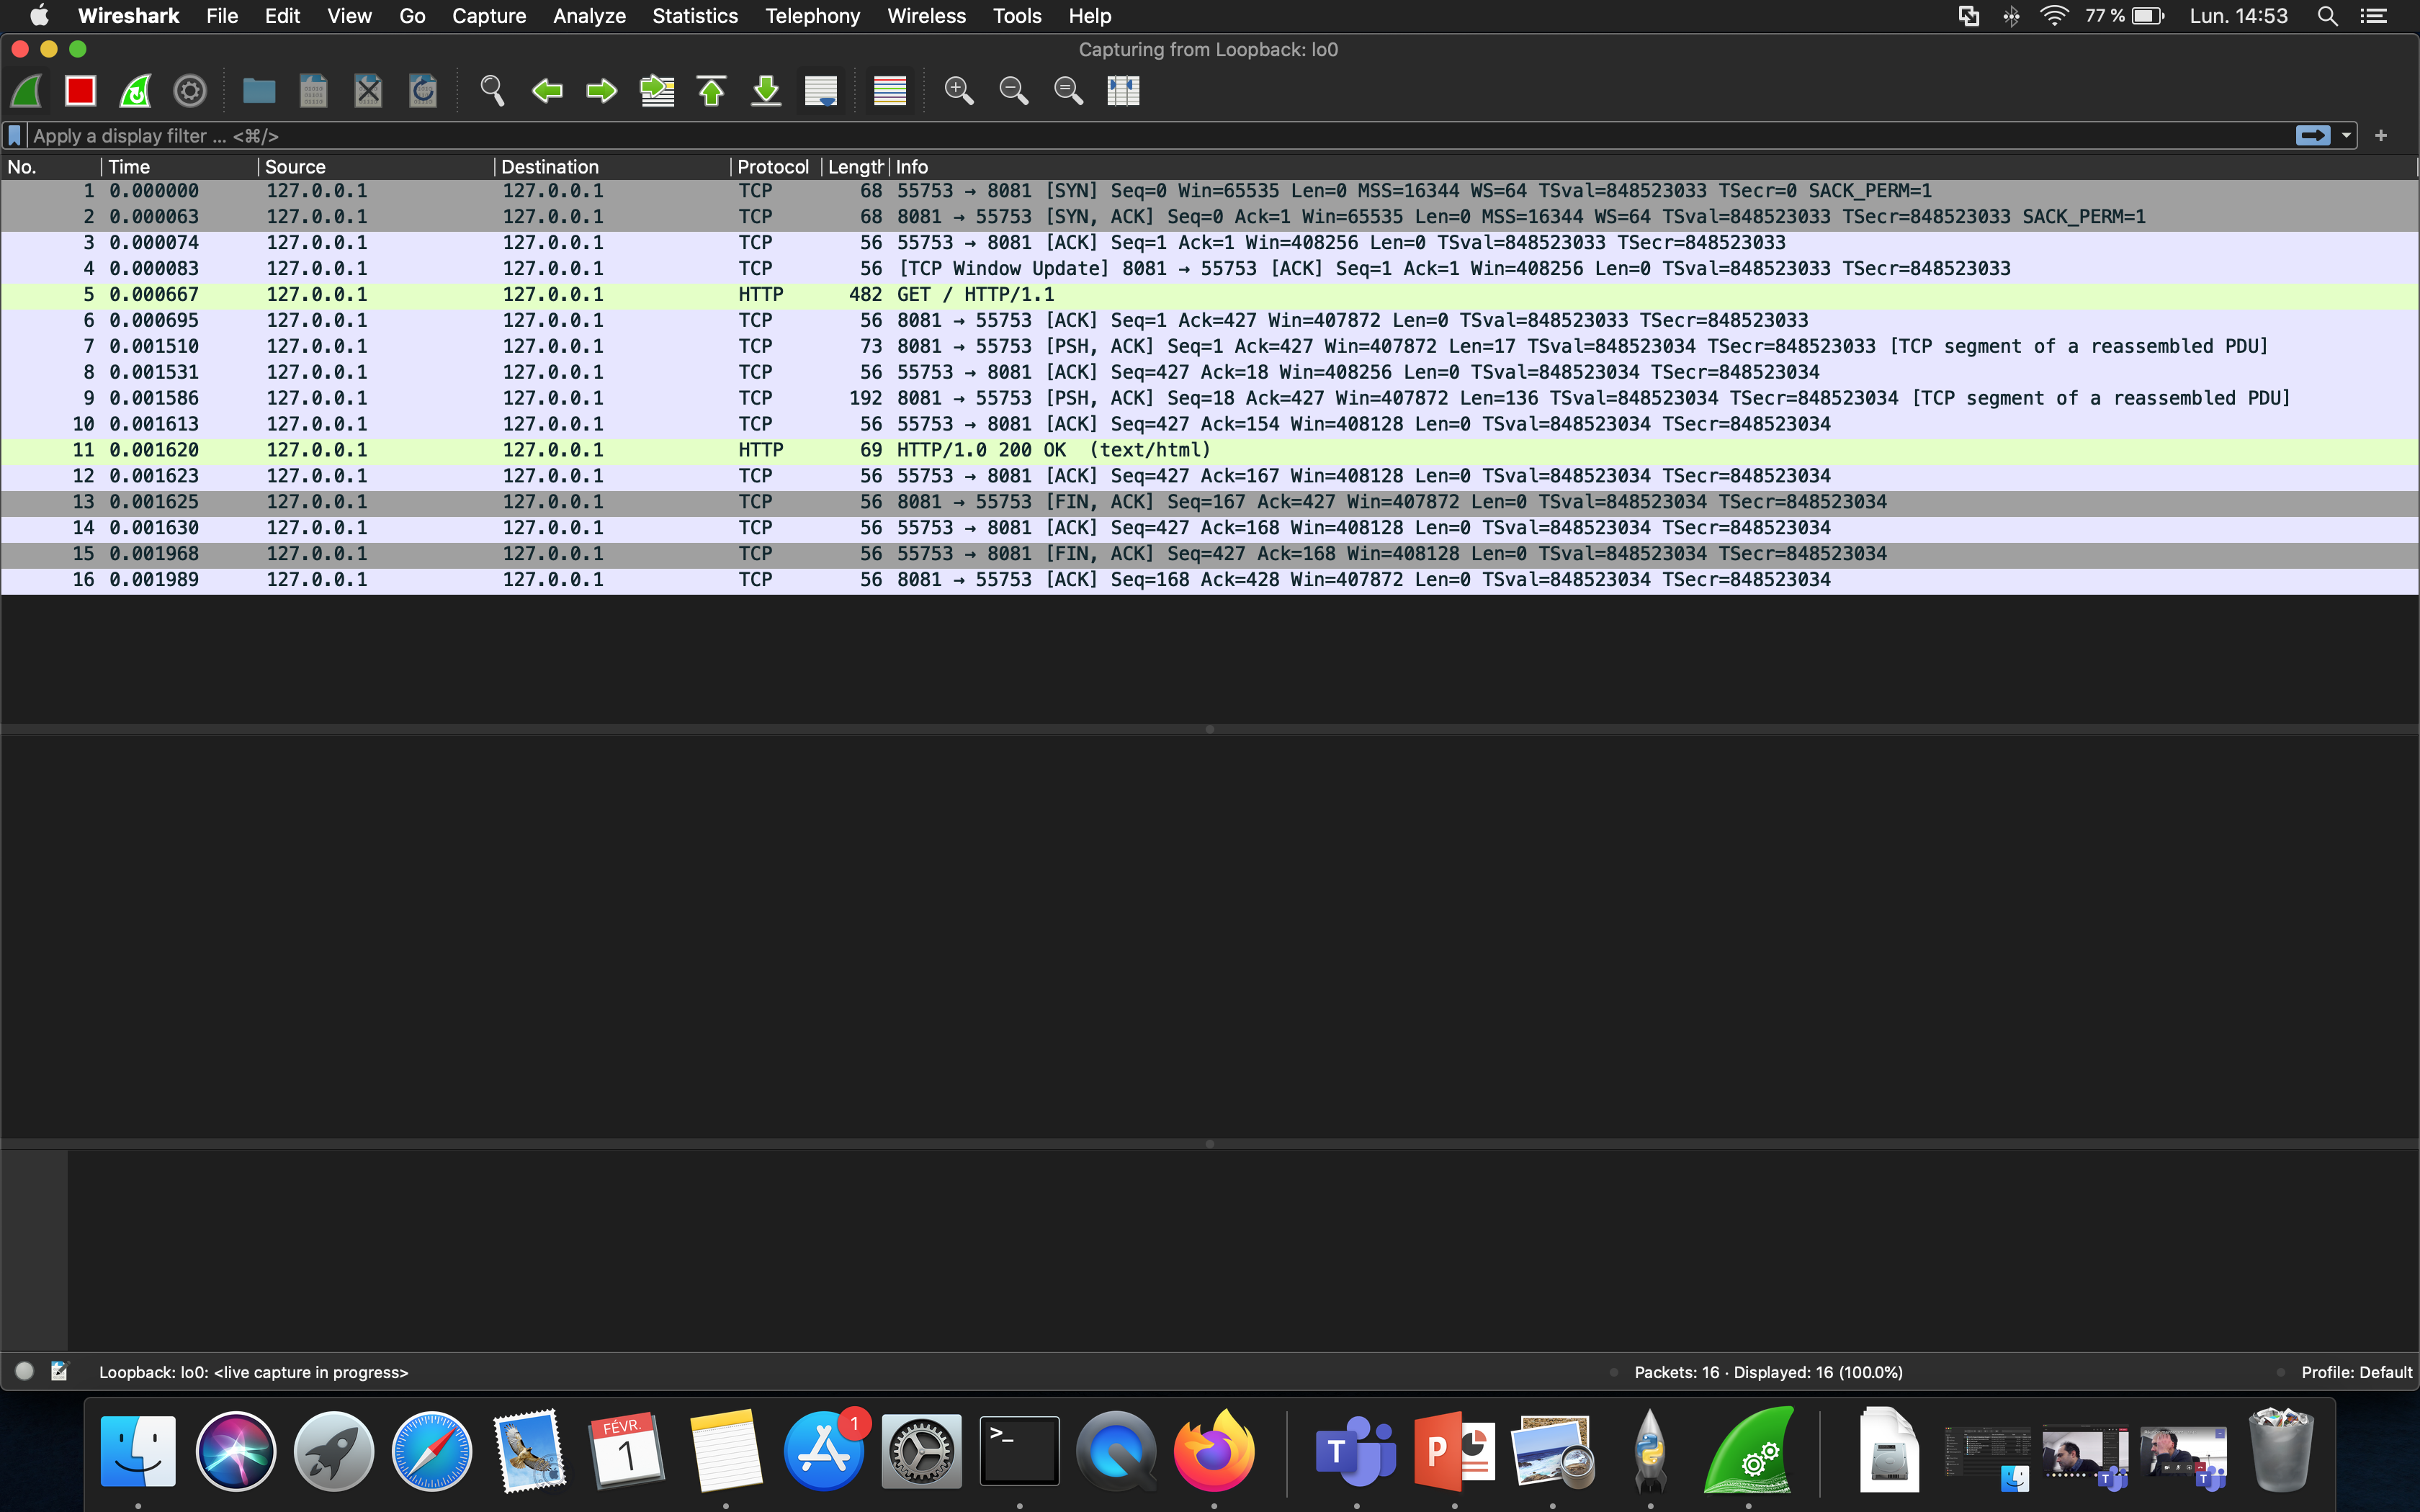 Wireshark File Edit View Go Capture Analyze Statistics Telephony Wireless Tools Help 77 % Lun. 14:53
Capturing from Loopback: lo0
Apply a display filter … <⌘/>
No. Time Source Destination Protocol Length Info
1 0.000000 127.0.0.1 127.0.0.1 TCP 68 55753 → 8081 [SYN] Seq=0 Win=65535 Len=0 MSS=16344 WS=64 TSval=848523033 TSecr=0 SACK_PERM=1
2 0.000063 127.0.0.1 127.0.0.1 TCP 68 8081 → 55753 [SYN, ACK] Seq=0 Ack=1 Win=65535 Len=0 MSS=16344 WS=64 TSval=848523033 TSecr=848523033 SACK_PERM=1
3 0.000074 127.0.0.1 127.0.0.1 TCP 56 55753 → 8081 [ACK] Seq=1 Ack=1 Win=408256 Len=0 TSval=848523033 TSecr=848523033
4 0.000083 127.0.0.1 127.0.0.1 TCP 56 [TCP Window Update] 8081 → 55753 [ACK] Seq=1 Ack=1 Win=408256 Len=0 TSval=848523033 TSecr=848523033
5 0.000667 127.0.0.1 127.0.0.1 HTTP 482 GET / HTTP/1.1
6 0.000695 127.0.0.1 127.0.0.1 TCP 56 8081 → 55753 [ACK] Seq=1 Ack=427 Win=407872 Len=0 TSval=848523033 TSecr=848523033
7 0.001510 127.0.0.1 127.0.0.1 TCP 73 8081 → 55753 [PSH, ACK] Seq=1 Ack=427 Win=407872 Len=17 TSval=848523034 TSecr=848523033 [TCP segment of a reassembled PDU]
8 0.001531 127.0.0.1 127.0.0.1 TCP 56 55753 → 8081 [ACK] Seq=427 Ack=18 Win=408256 Len=0 TSval=848523034 TSecr=848523034
9 0.001586 127.0.0.1 127.0.0.1 TCP 192 8081 → 55753 [PSH, ACK] Seq=18 Ack=427 Win=407872 Len=136 TSval=848523034 TSecr=848523034 [TCP segment of a reassembled PDU]
10 0.001613 127.0.0.1 127.0.0.1 TCP 56 55753 → 8081 [ACK] Seq=427 Ack=154 Win=408128 Len=0 TSval=848523034 TSecr=848523034
11 0.001620 127.0.0.1 127.0.0.1 HTTP 69 HTTP/1.0 200 OK (text/html)
12 0.001623 127.0.0.1 127.0.0.1 TCP 56 55753 → 8081 [ACK] Seq=427 Ack=167 Win=408128 Len=0 TSval=848523034 TSecr=848523034
13 0.001625 127.0.0.1 127.0.0.1 TCP 56 8081 → 55753 [FIN, ACK] Seq=167 Ack=427 Win=407872 Len=0 TSval=848523034 TSecr=848523034
14 0.001630 127.0.0.1 127.0.0.1 TCP 56 55753 → 8081 [ACK] Seq=427 Ack=168 Win=408128 Len=0 TSval=848523034 TSecr=848523034
15 0.001968 127.0.0.1 127.0.0.1 TCP 56 55753 → 8081 [FIN, ACK] Seq=427 Ack=168 Win=408128 Len=0 TSval=848523034 TSecr=848523034
16 0.001989 127.0.0.1 127.0.0.1 TCP 56 8081 → 55753 [ACK] Seq=168 Ack=428 Win=407872 Len=0 TSval=848523034 TSecr=848523034
Loopback: lo0: <live capture in progress> Packets: 16 · Displayed: 16 (100.0%) Profile: Default
FÉVR.
1
1
>_
T
P